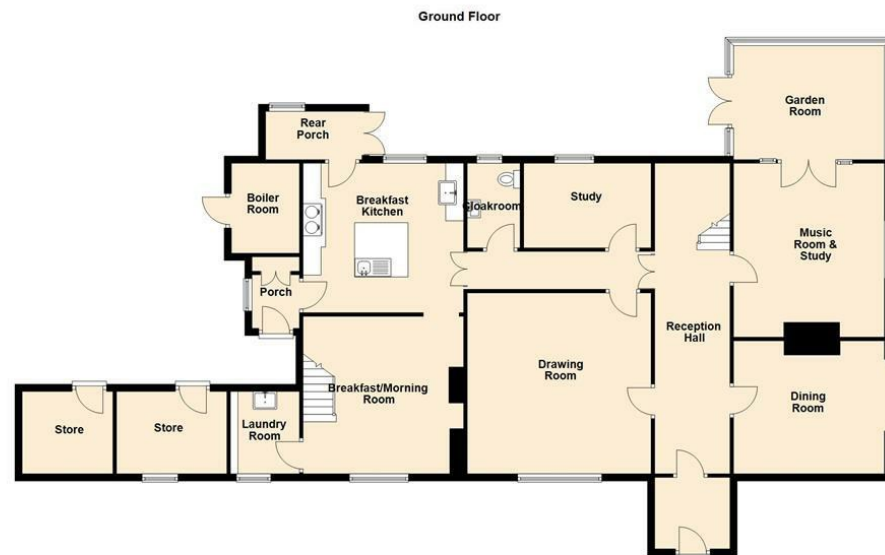 Ground Floor
Garden
Room
Rear
Porch
Boiler
Room
Breakfast
Kitchen
Cloakroom
Study
Music
Room &
Study
Porch
Reception
Hall
Drawing
Room
Breakfast/Morning
Room
Dining
Room
Laundry
Room
Store
Store